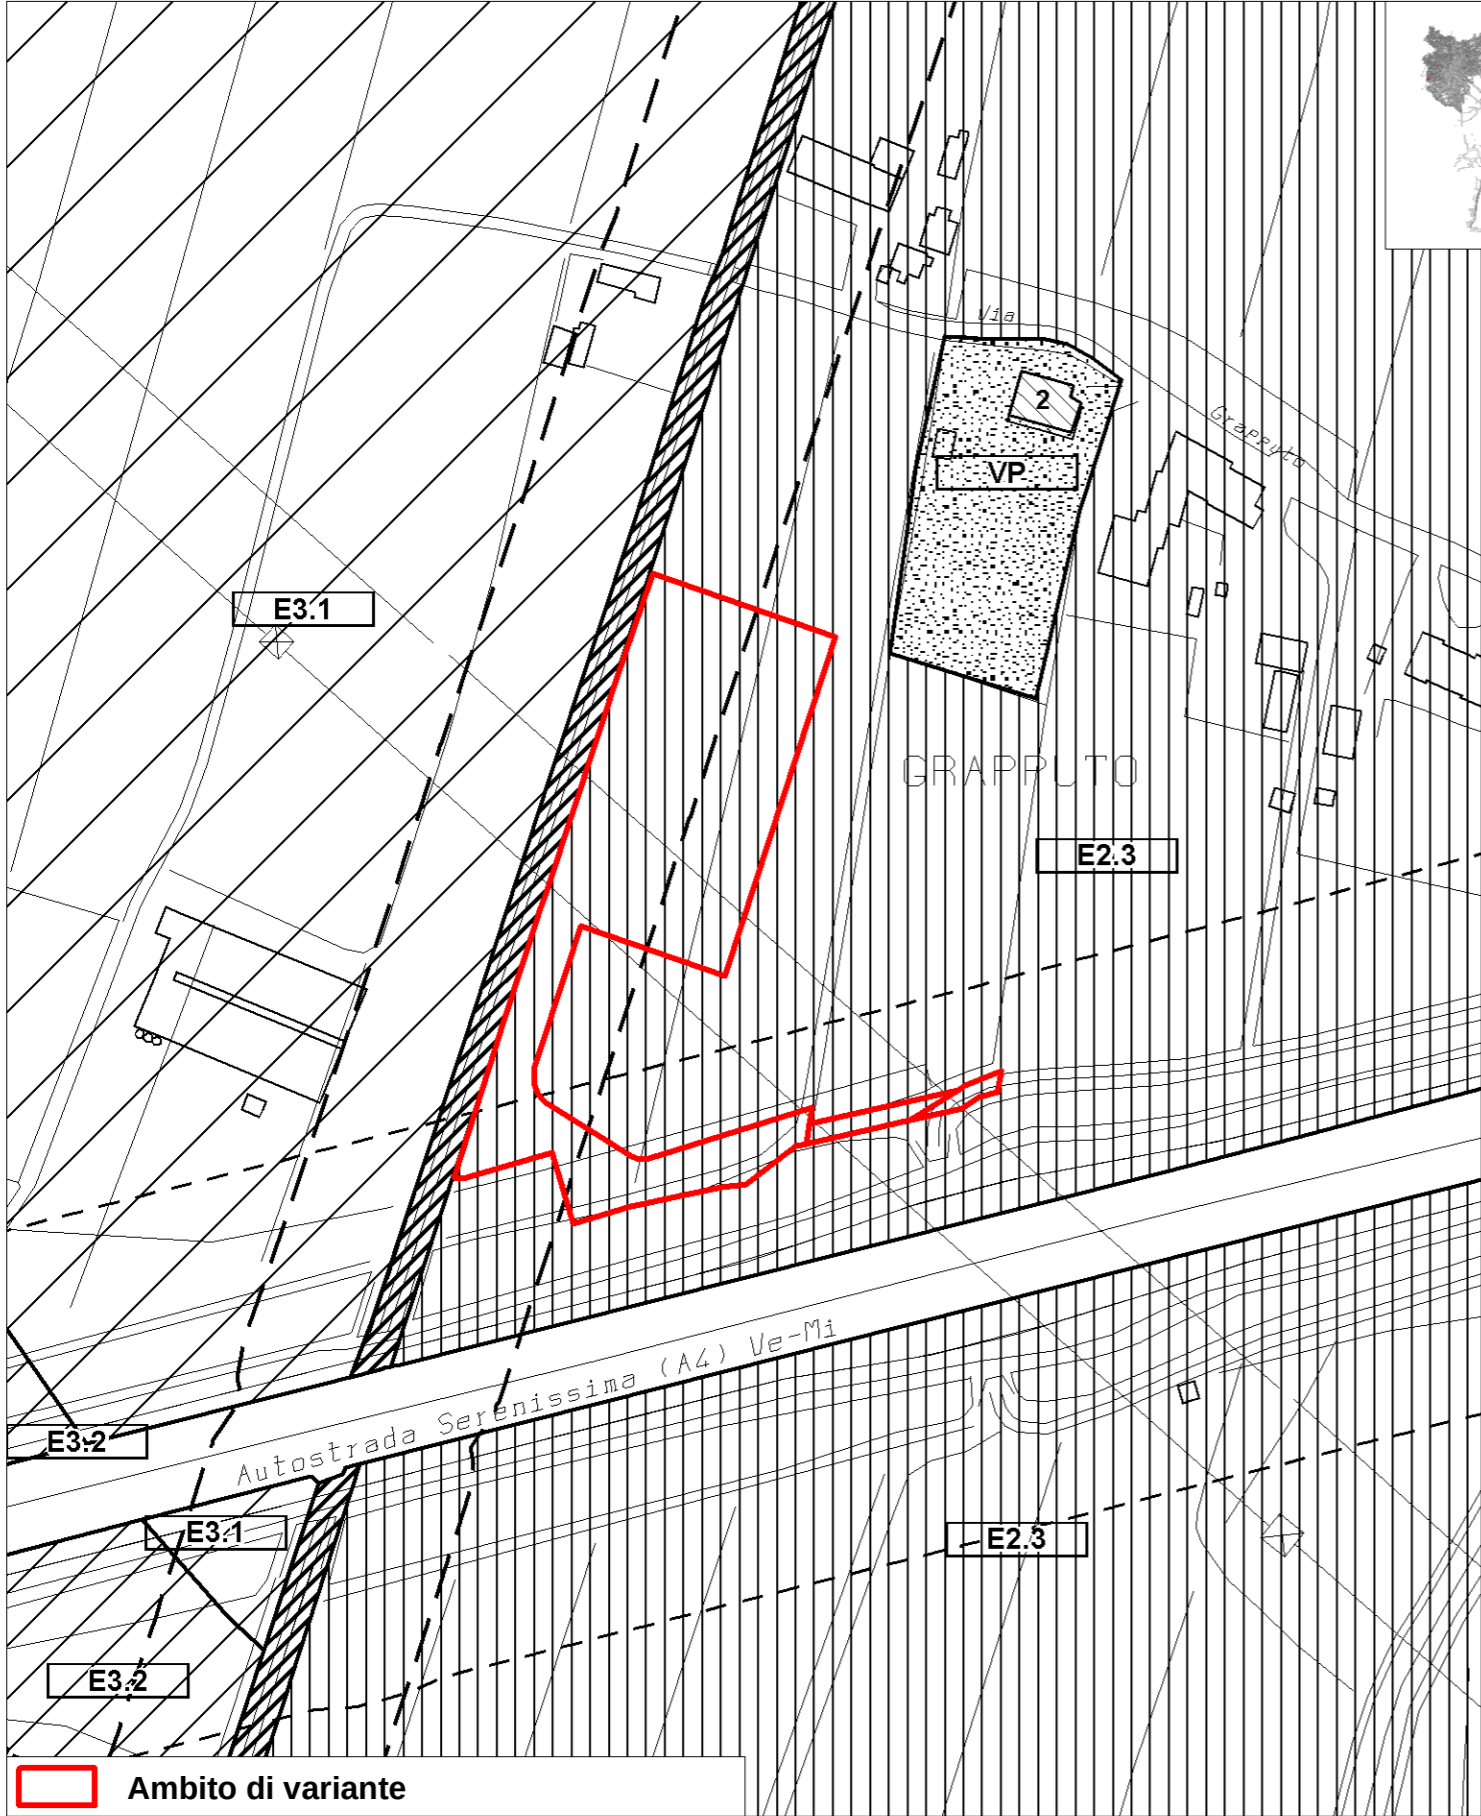 Via
Grapputo
2
VP
E3.1
GRAPPUTO
E2.3
Autostrada Serenissima (A4) Ve-Mi
E3.2
E3.1
E2.3
E3.2
Ambito di variante